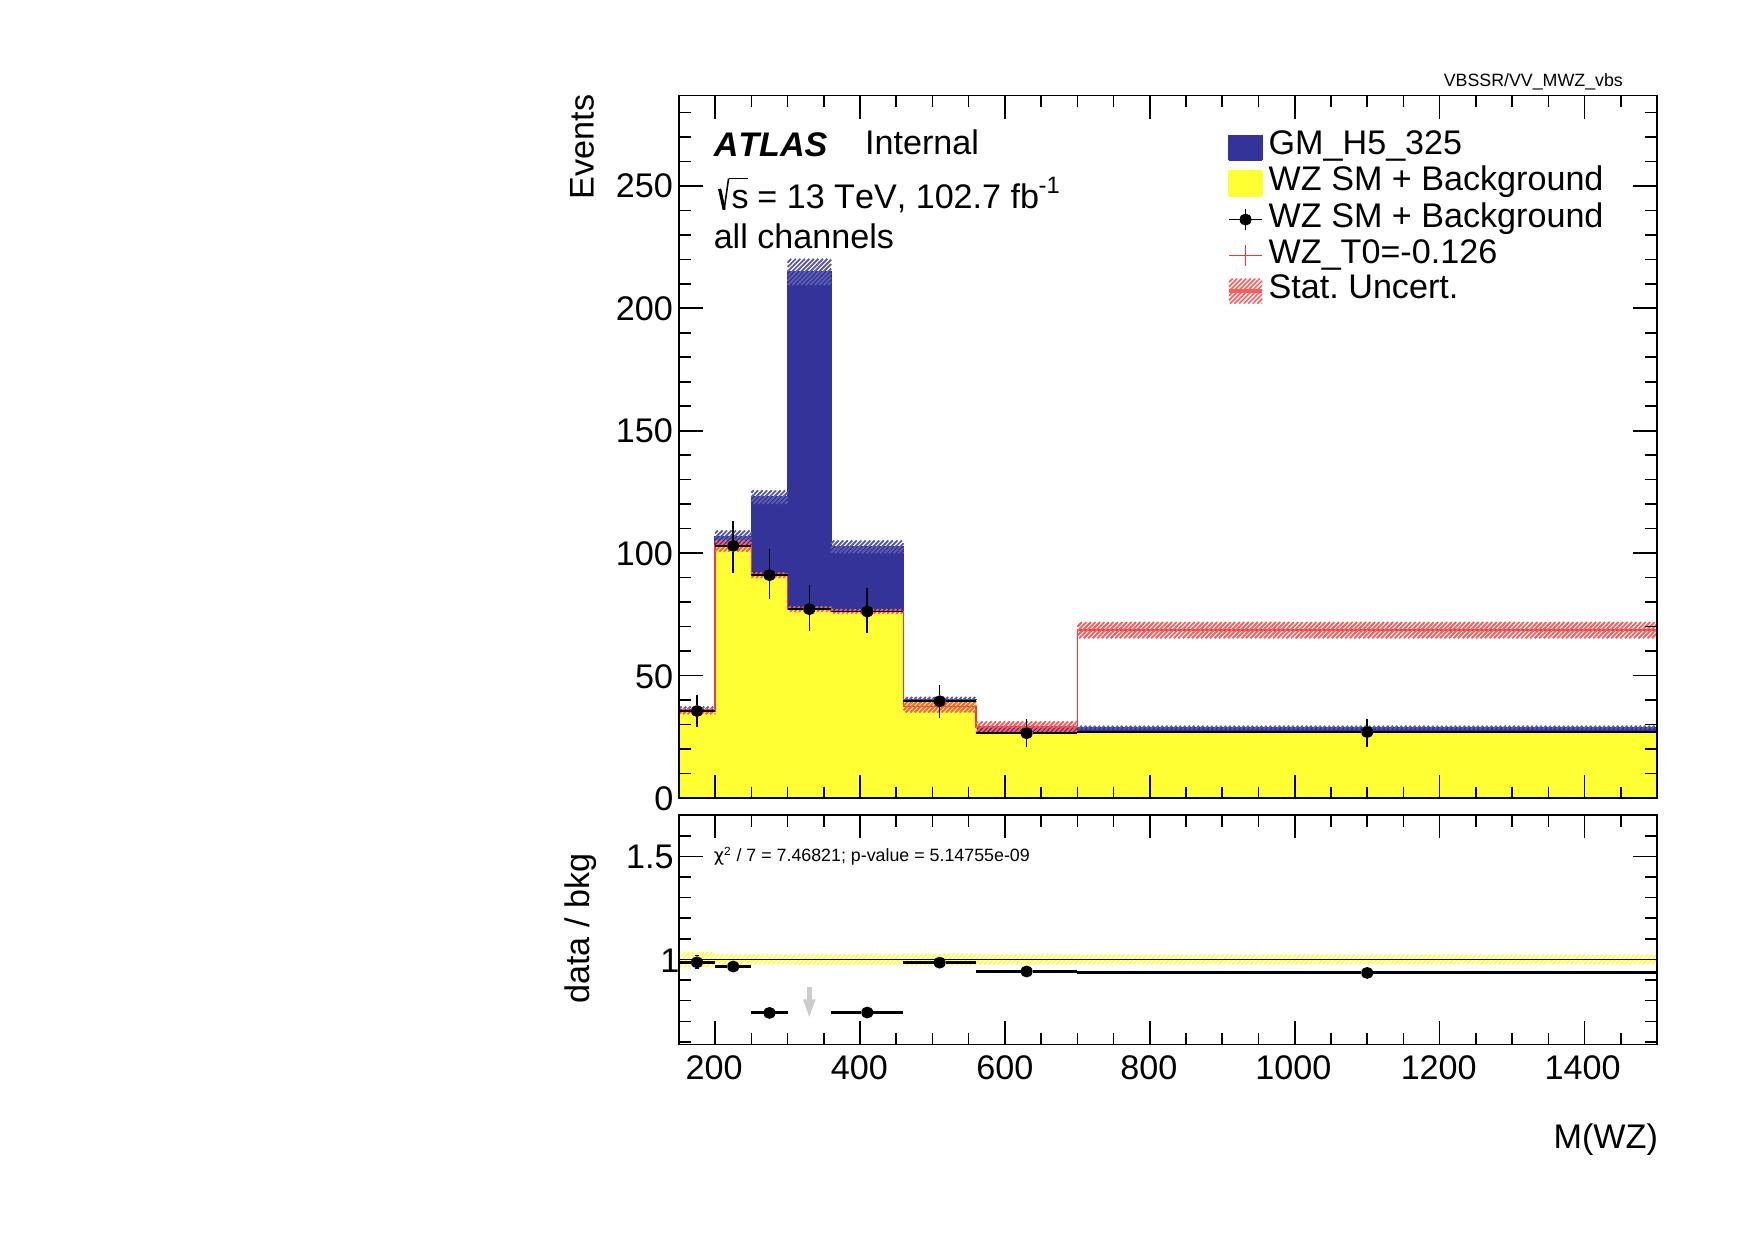 VBSSR/VV_MWZ_vbs
Events
ATLAS Internal
√s = 13 TeV, 102.7 fb-1
all channels
GM_H5_325
WZ SM + Background
WZ SM + Background
WZ_T0=-0.126
Stat. Uncert.
250
200
150
100
50
0
data / bkg
χ2 / 7 = 7.46821; p-value = 5.14755e-09
1.5
1
200 400 600 800 1000 1200 1400
M(WZ)